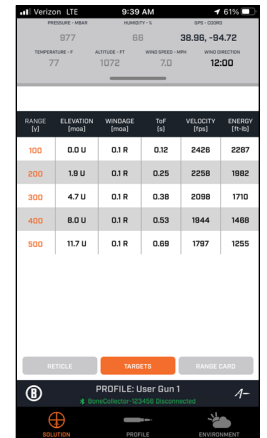 Verizon LTE 9:39 AM 61%
PRESSURE - MBAR HUMIDITY - % GPS - COORD
977 66 38.96, -94.72
TEMPERATURE - F ALTITUDE - FT WIND SPEED - MPH WIND DIRECTION
77 1072 7.0 12:00
RANGE ELEVATION WINDAGE ToF VELOCITY ENERGY
(y) (moa) (moa) (s) (fps) (ft-lb)
100 0.0 U 0.1 R 0.12 2426 2287
200 1.9 U 0.1 R 0.25 2258 1982
300 4.7 U 0.1 R 0.38 2098 1710
400 8.0 U 0.1 R 0.53 1944 1468
500 11.7 U 0.1 R 0.69 1797 1255
RETICLE TARGETS RANGE CARD
PROFILE: User Gun 1
BoneCollector-123456 Disconnected
SOLUTION PROFILE ENVIRONMENT